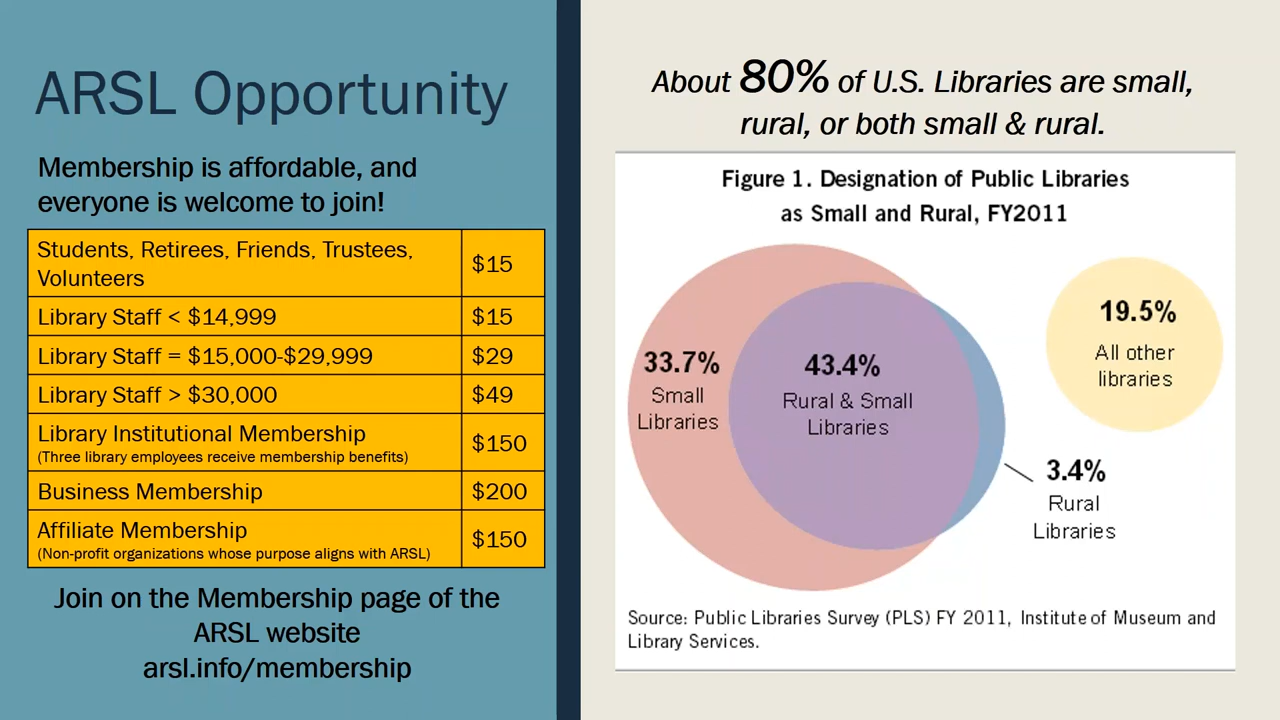 ARSL Opportunity
Membership is affordable, and
everyone is welcome to join!
Students, Retirees, Friends, Trustees,
Volunteers
$15
Library Staff < $14,999
$15
Library Staff = $15,000-$29,999
$29
Library Staff > $30,000
$49
Library Institutional Membership
(Three library employees receive membership benefits)
$150
Business Membership
$200
Affiliate Membership
(Non-profit organizations whose purpose aligns with ARSL)
$150
Join on the Membership page of the
ARSL website
arsl.info/membership
About 80% of U.S. Libraries are small,
rural, or both small & rural.
Figure 1. Designation of Public Libraries
as Small and Rural, FY2011
33.7%
Small
Libraries
43.4%
Rural & Small
Libraries
19.5%
All other
libraries
3.4%
Rural
Libraries
Source: Public Libraries Survey (PLS) FY 2011, Institute of Museum and
Library Services.